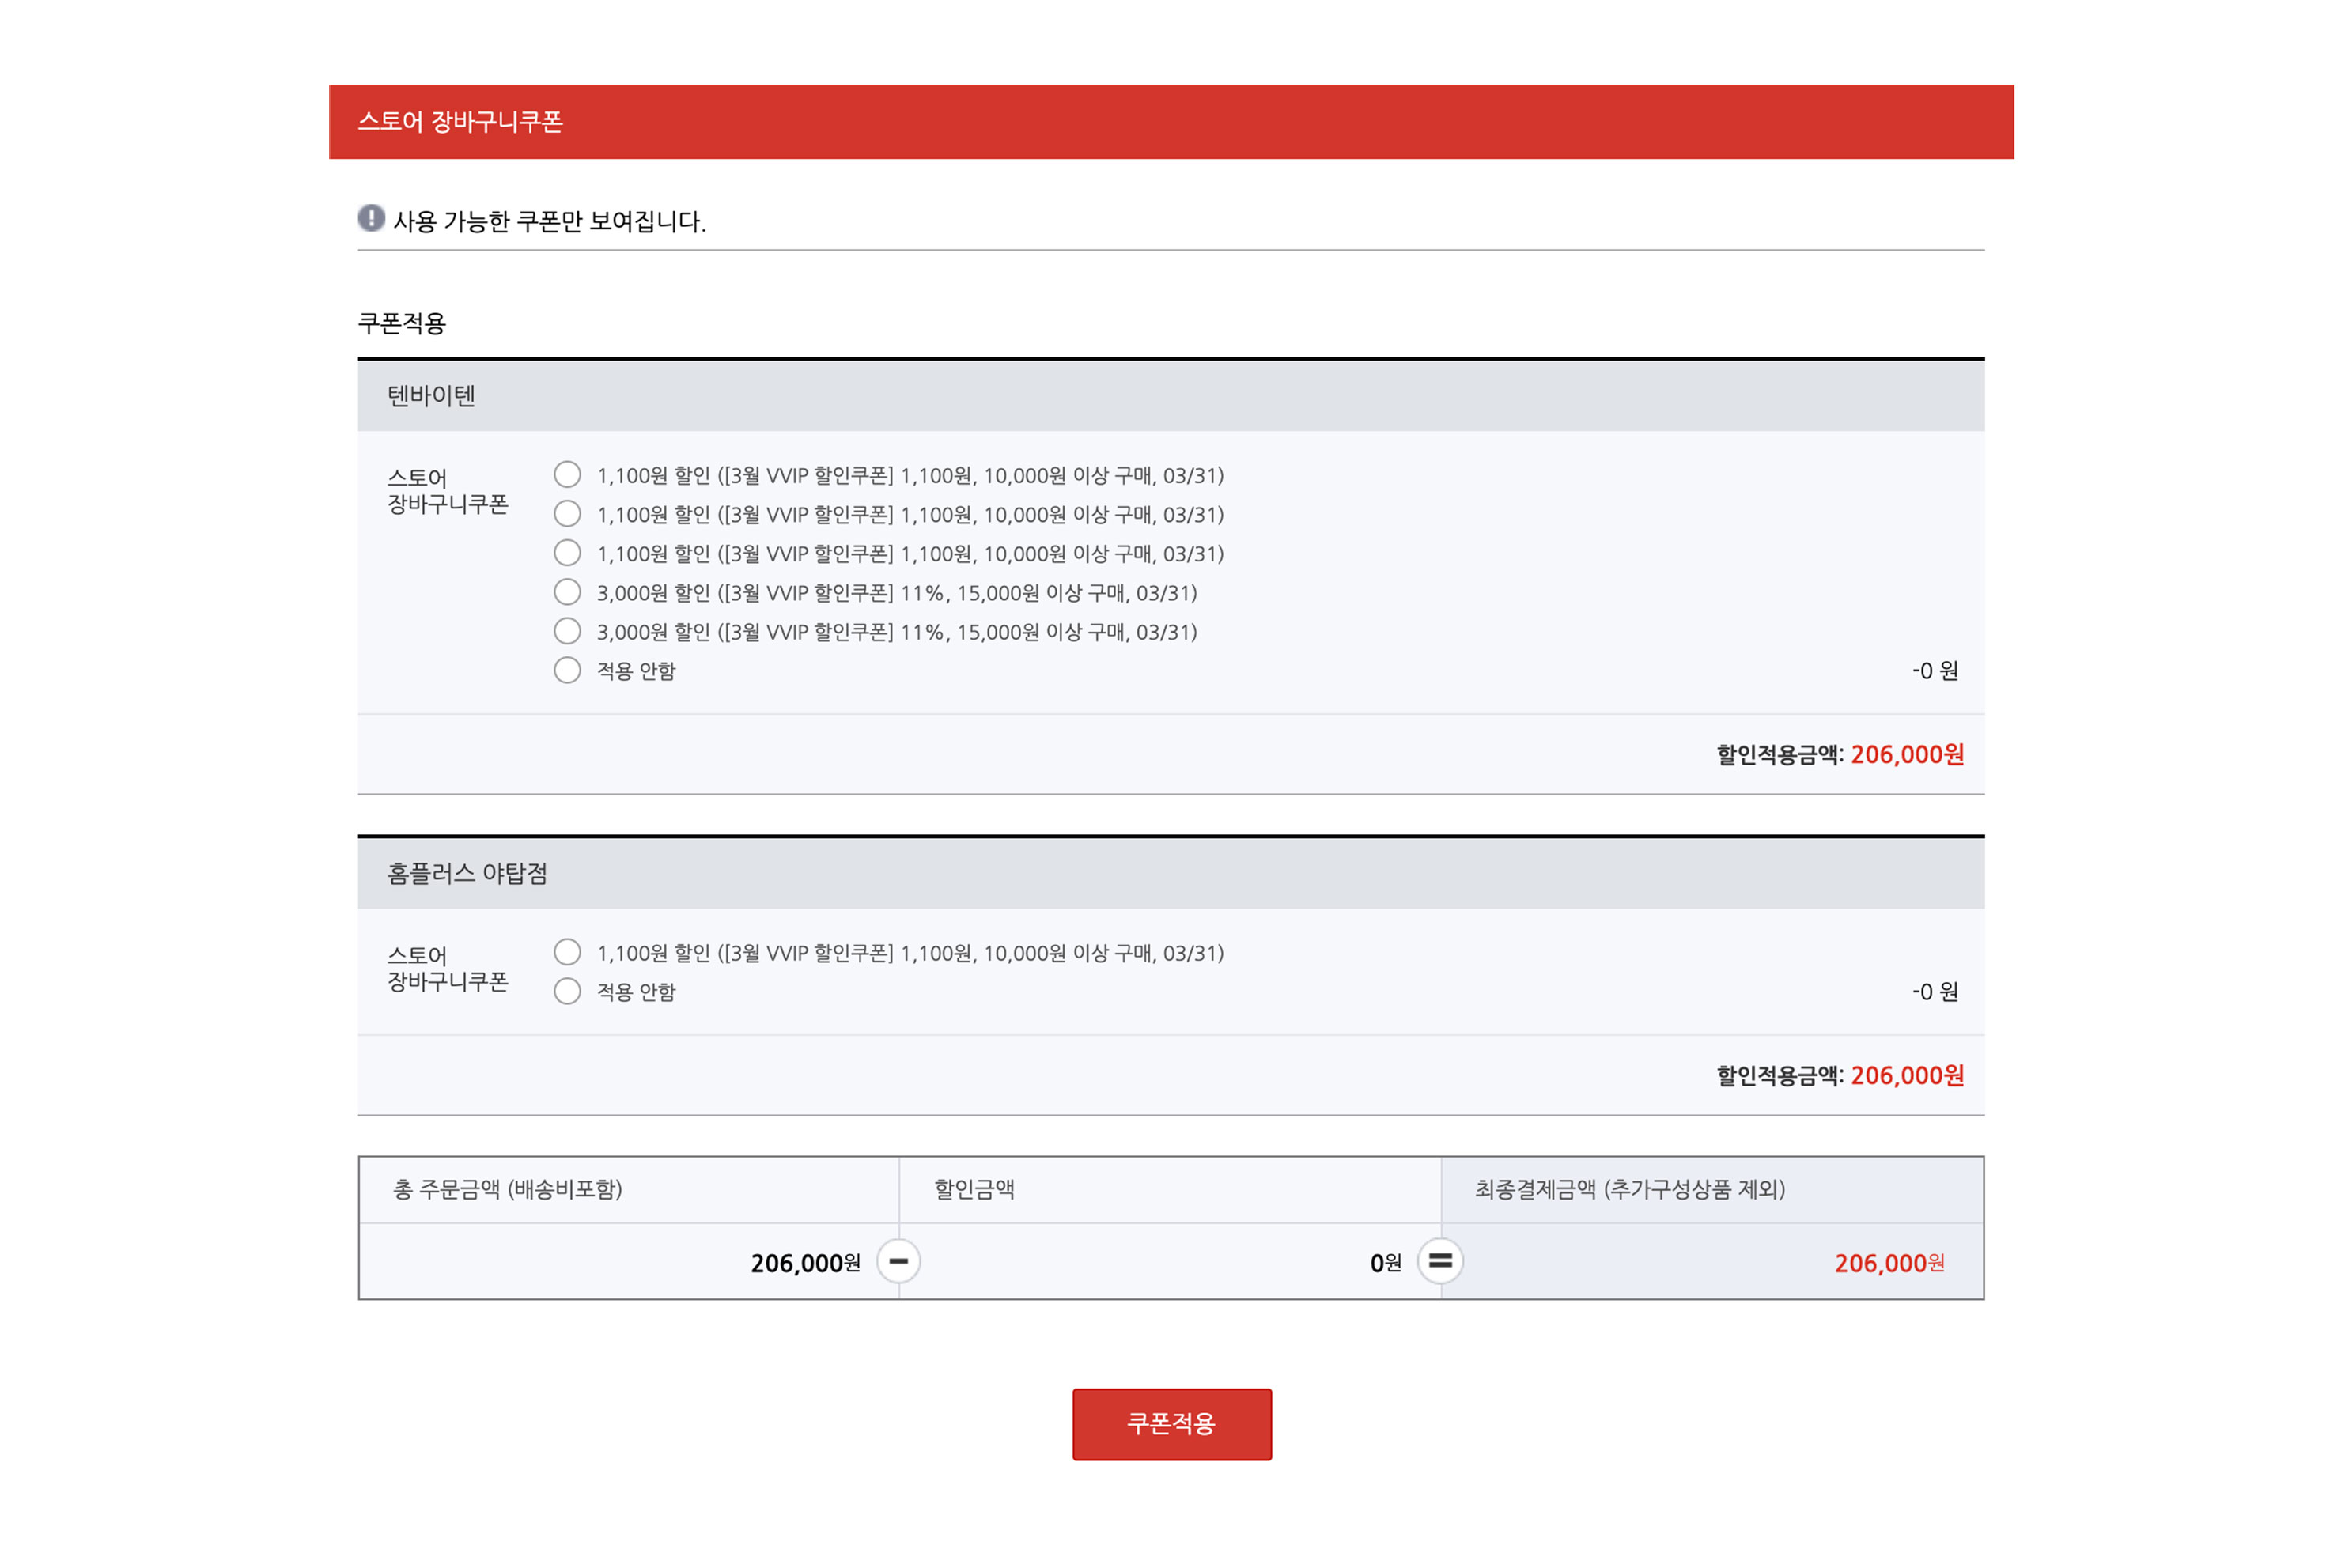 스토어 장바구니쿠폰
사용 가능한 쿠폰만 보여집니다.
쿠폰적용
텐바이텐
스토어
장바구니쿠폰
1,100원 할인 ([3월 VVIP 할인쿠폰] 1,100원, 10,000원 이상 구매, 03/31)
1,100원 할인 ([3월 VVIP 할인쿠폰] 1,100원, 10,000원 이상 구매, 03/31)
1,100원 할인 ([3월 VVIP 할인쿠폰] 1,100원, 10,000원 이상 구매, 03/31)
3,000원 할인 ([3월 VVIP 할인쿠폰] 11%, 15,000원 이상 구매, 03/31)
3,000원 할인 ([3월 VVIP 할인쿠폰] 11%, 15,000원 이상 구매, 03/31)
적용 안함 -0 원
할인적용금액: 206,000원
홈플러스 야탑점
스토어
장바구니쿠폰
1,100원 할인 ([3월 VVIP 할인쿠폰] 1,100원, 10,000원 이상 구매, 03/31)
적용 안함 -0 원
할인적용금액: 206,000원
총 주문금액 (배송비포함) 할인금액 최종결제금액 (추가구성상품 제외)
206,000원 − 0원 = 206,000원
쿠폰적용